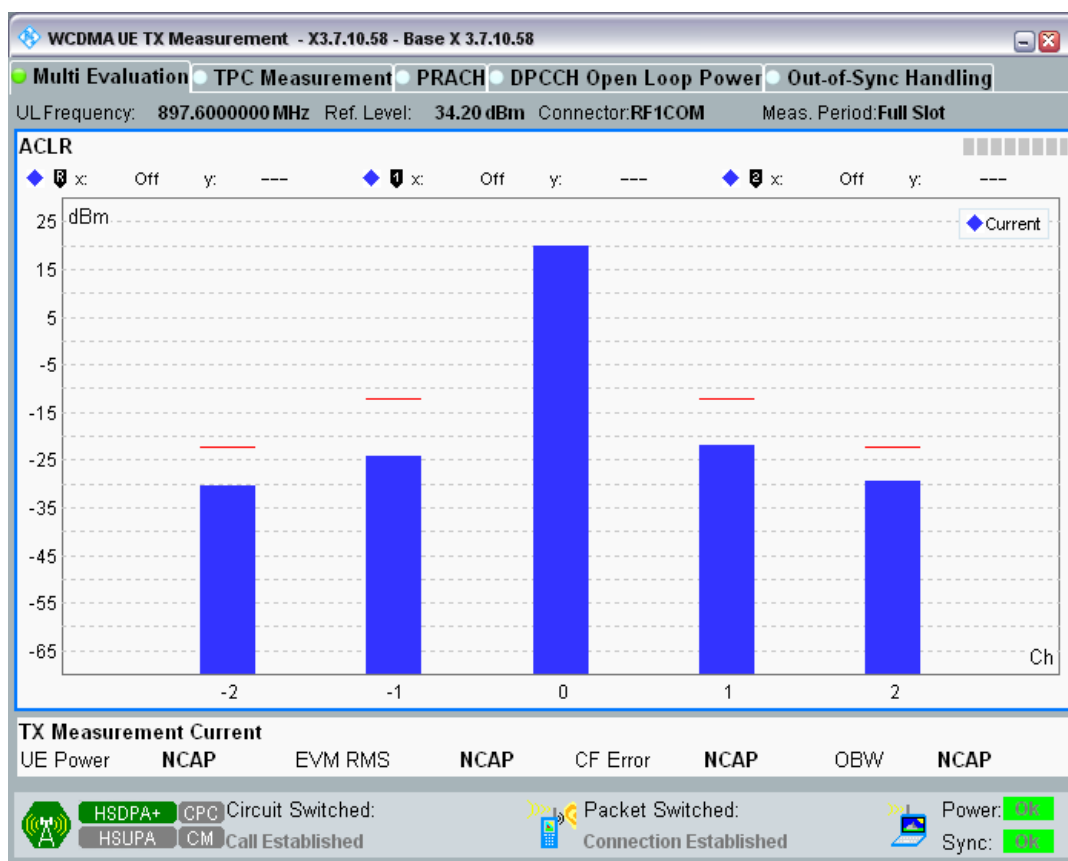 WCDMA UE TX Measurement - X3.7.10.58 - Base X 3.7.10.58
Multi Evaluation TPC Measurement PRACH DPCCH Open Loop Power Out-of-Sync Handling
UL Frequency: 897.6000000 MHz Ref. Level: 34.20 dBm Connector:RF1COM Meas. Period:Full Slot
ACLR
R x: Off y: --- 1 x: Off y: --- 2 x: Off y: ---
dBm
Current
25
15
5
-5
-15
-25
-35
-45
-55
-65
Ch
-2 -1 0 1 2
TX Measurement Current
UE Power NCAP EVM RMS NCAP CF Error NCAP OBW NCAP
HSDPA+ CPC Circuit Switched: Packet Switched: Power: OK
HSUPA CM Call Established Connection Established Sync: OK